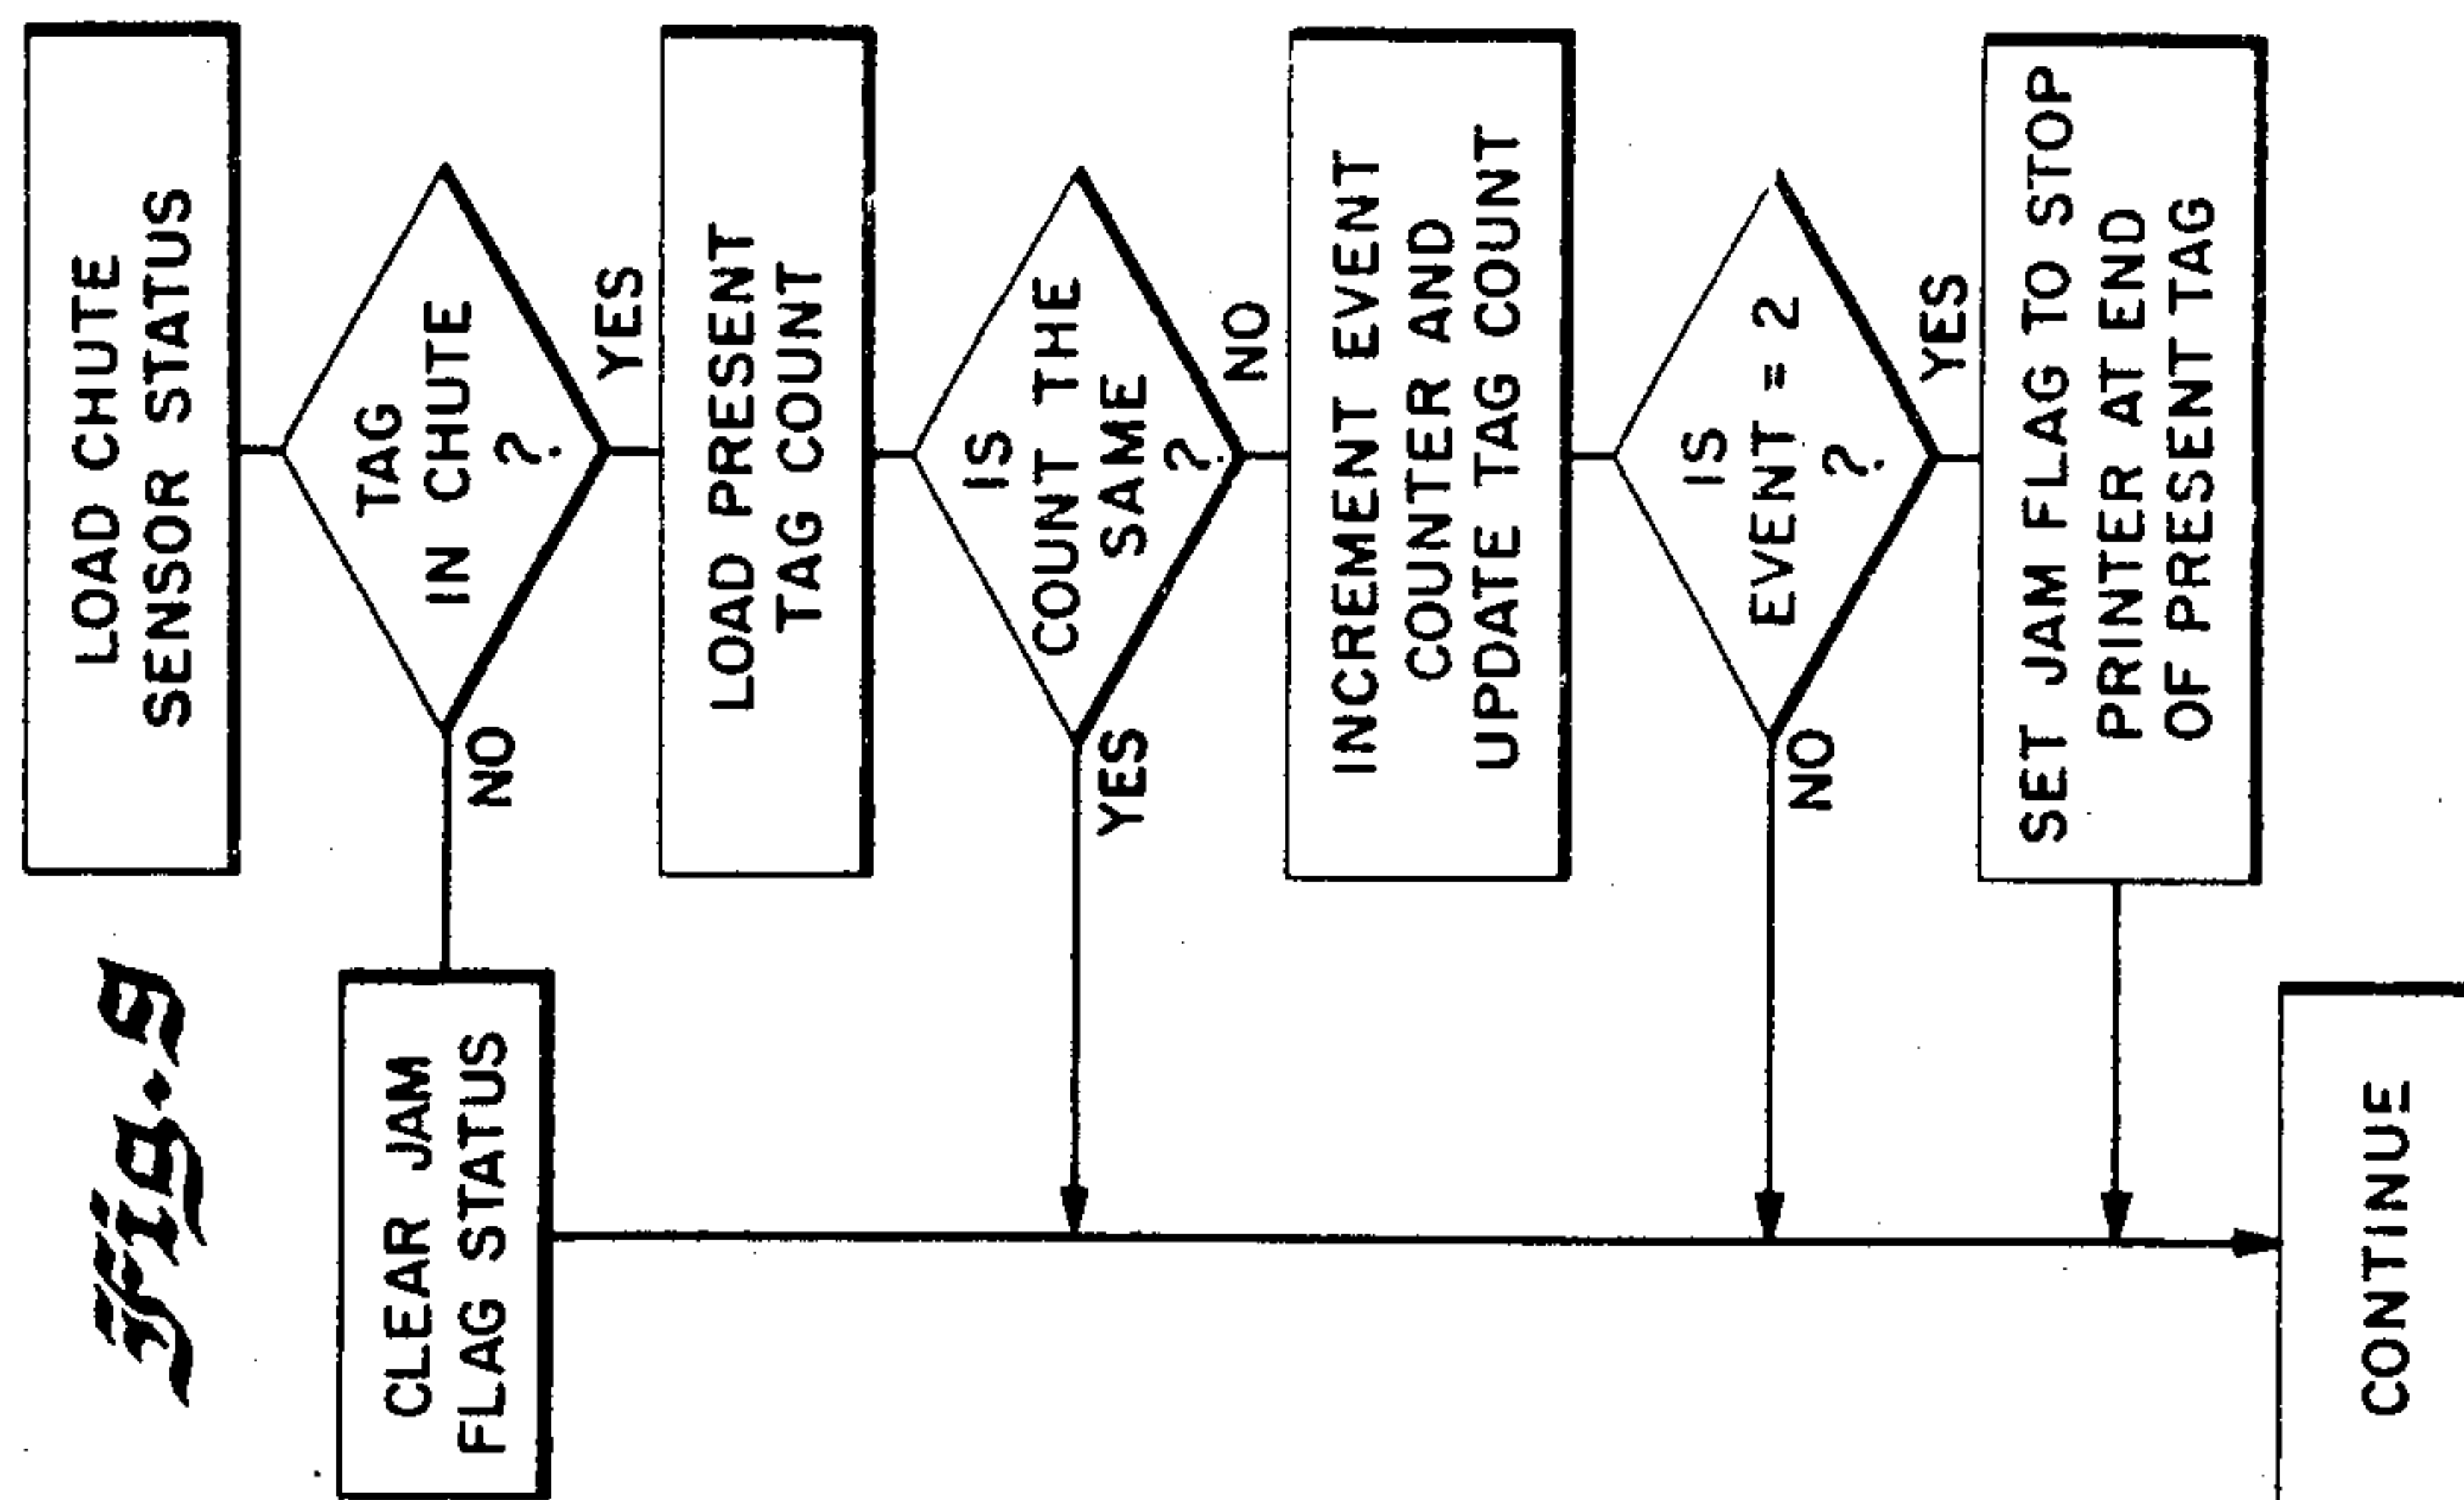 Fig. 9
LOAD CHUTE
SENSOR STATUS
TAG
IN CHUTE
?
NO
YES
CLEAR JAM
FLAG STATUS
LOAD PRESENT
TAG COUNT
IS
COUNT THE
SAME
?
YES
NO
INCREMENT EVENT
COUNTER AND
UPDATE TAG COUNT
IS
EVENT = 2
?
NO
YES
SET JAM FLAG TO STOP
PRINTER AT END
OF PRESENT TAG
CONTINUE